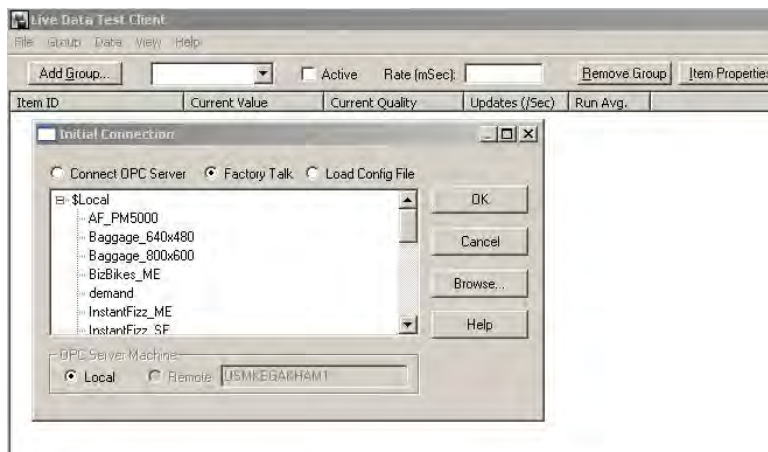 Live Data Test Client
File Group Data View Help
Add Group... Active Rate (mSec): Remove Group Item Properties
Item ID Current Value Current Quality Updates (/Sec) Run Avg.
Initial Connection
Connect OPC Server Factory Talk Load Config File
$Local
AF_PM5000
Baggage_640x480
Baggage_800x600
BizBikes_ME
demand
InstantFizz_ME
InstantFizz_SE
OK
Cancel
Browse...
Help
OPC Server Machine
Local Remote